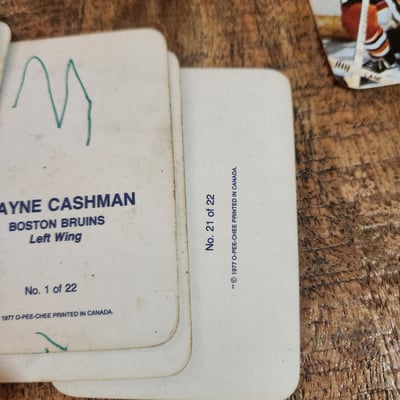 AYNE CASHMAN
BOSTON BRUINS
Left Wing
No. 1 of 22
1977 O-PEE-CHEE PRINTED IN CANADA.
No. 21 of 22
** © 1977 O-PEE-CHEE PRINTED IN CANADA.